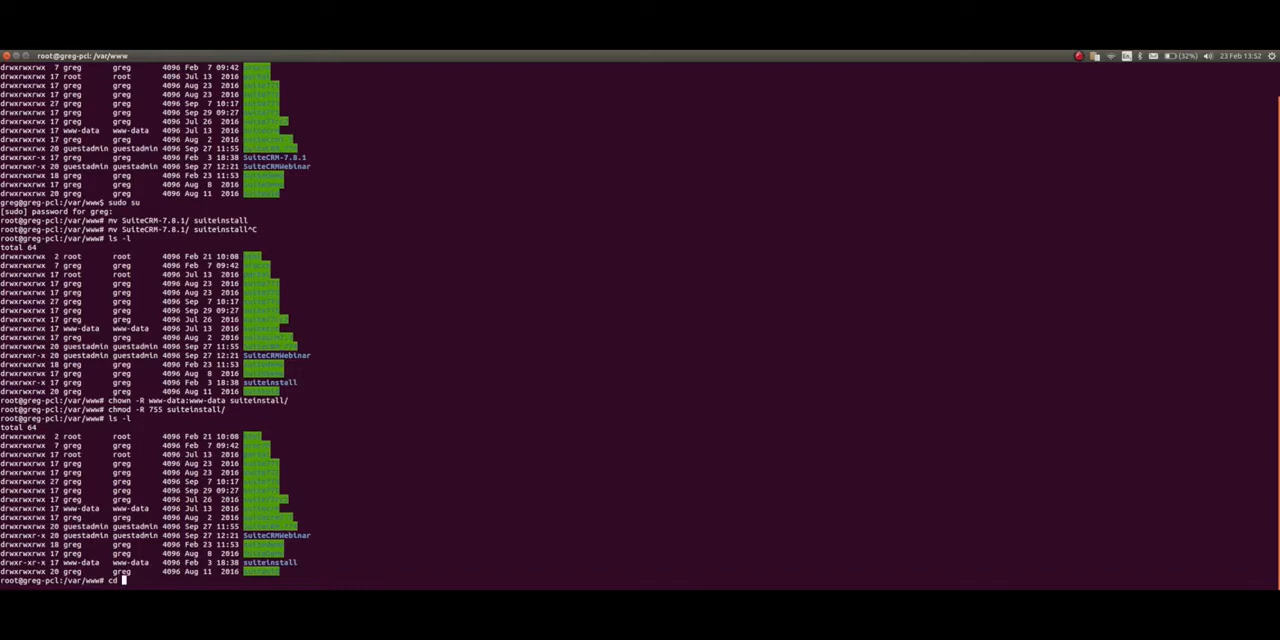 root@greg-pcl: /var/www
En
(32%)
23 Feb 13:52
drwxrwxrwx 7 greg greg 4096 Feb 7 09:42
drwxrwxrwx 17 root root 4096 Jul 13 2016
drwxrwxrwx 17 greg greg 4096 Aug 23 2016
drwxrwxrwx 17 greg greg 4096 Aug 23 2016
drwxrwxrwx 27 greg greg 4096 Sep 7 10:17
drwxrwxrwx 17 greg greg 4096 Sep 29 09:27
drwxrwxrwx 17 greg greg 4096 Jul 26 2016
drwxrwxrwx 17 www-data www-data 4096 Jul 13 2016
drwxrwxrwx 17 greg greg 4096 Aug 2 2016
drwxrwxrwx 20 guestadmin guestadmin 4096 Sep 27 11:55
drwxrwxr-x 17 greg greg 4096 Feb 3 18:38 SuiteCRM-7.8.1
drwxrwxr-x 20 guestadmin guestadmin 4096 Sep 27 12:21 SuiteCRMWebinar
drwxrwxrwx 18 greg greg 4096 Feb 23 11:53
drwxrwxrwx 17 greg greg 4096 Aug 8 2016
drwxrwxrwx 20 greg greg 4096 Aug 11 2016
greg@greg-pcl:/var/www$ sudo su
[sudo] password for greg:
root@greg-pcl:/var/www# mv SuiteCRM-7.8.1/ suiteinstall
root@greg-pcl:/var/www# mv SuiteCRM-7.8.1/ suiteinstall^C
root@greg-pcl:/var/www# ls -l
total 64
drwxrwxrwx 2 root root 4096 Feb 21 10:08
drwxrwxrwx 7 greg greg 4096 Feb 7 09:42
drwxrwxrwx 17 root root 4096 Jul 13 2016
drwxrwxrwx 17 greg greg 4096 Aug 23 2016
drwxrwxrwx 17 greg greg 4096 Aug 23 2016
drwxrwxrwx 27 greg greg 4096 Sep 7 10:17
drwxrwxrwx 17 greg greg 4096 Sep 29 09:27
drwxrwxrwx 17 greg greg 4096 Jul 26 2016
drwxrwxrwx 17 www-data www-data 4096 Jul 13 2016
drwxrwxrwx 17 greg greg 4096 Aug 2 2016
drwxrwxrwx 20 guestadmin guestadmin 4096 Sep 27 11:55
drwxrwxr-x 20 guestadmin guestadmin 4096 Sep 27 12:21 SuiteCRMWebinar
drwxrwxrwx 18 greg greg 4096 Feb 23 11:53
drwxrwxrwx 17 greg greg 4096 Aug 8 2016
drwxrwxr-x 17 greg greg 4096 Feb 3 18:38 suiteinstall
drwxrwxrwx 20 greg greg 4096 Aug 11 2016
root@greg-pcl:/var/www# chown -R www-data:www-data suiteinstall/
root@greg-pcl:/var/www# chmod -R 755 suiteinstall/
root@greg-pcl:/var/www# ls -l
total 64
drwxrwxrwx 2 root root 4096 Feb 21 10:08
drwxrwxrwx 7 greg greg 4096 Feb 7 09:42
drwxrwxrwx 17 root root 4096 Jul 13 2016
drwxrwxrwx 17 greg greg 4096 Aug 23 2016
drwxrwxrwx 17 greg greg 4096 Aug 23 2016
drwxrwxrwx 27 greg greg 4096 Sep 7 10:17
drwxrwxrwx 17 greg greg 4096 Sep 29 09:27
drwxrwxrwx 17 greg greg 4096 Jul 26 2016
drwxrwxrwx 17 www-data www-data 4096 Jul 13 2016
drwxrwxrwx 17 greg greg 4096 Aug 2 2016
drwxrwxrwx 20 guestadmin guestadmin 4096 Sep 27 11:55
drwxrwxr-x 20 guestadmin guestadmin 4096 Sep 27 12:21 SuiteCRMWebinar
drwxrwxrwx 18 greg greg 4096 Feb 23 11:53
drwxrwxrwx 17 greg greg 4096 Aug 8 2016
drwxr-xr-x 17 www-data www-data 4096 Feb 3 18:38 suiteinstall
drwxrwxrwx 20 greg greg 4096 Aug 11 2016
root@greg-pcl:/var/www# cd